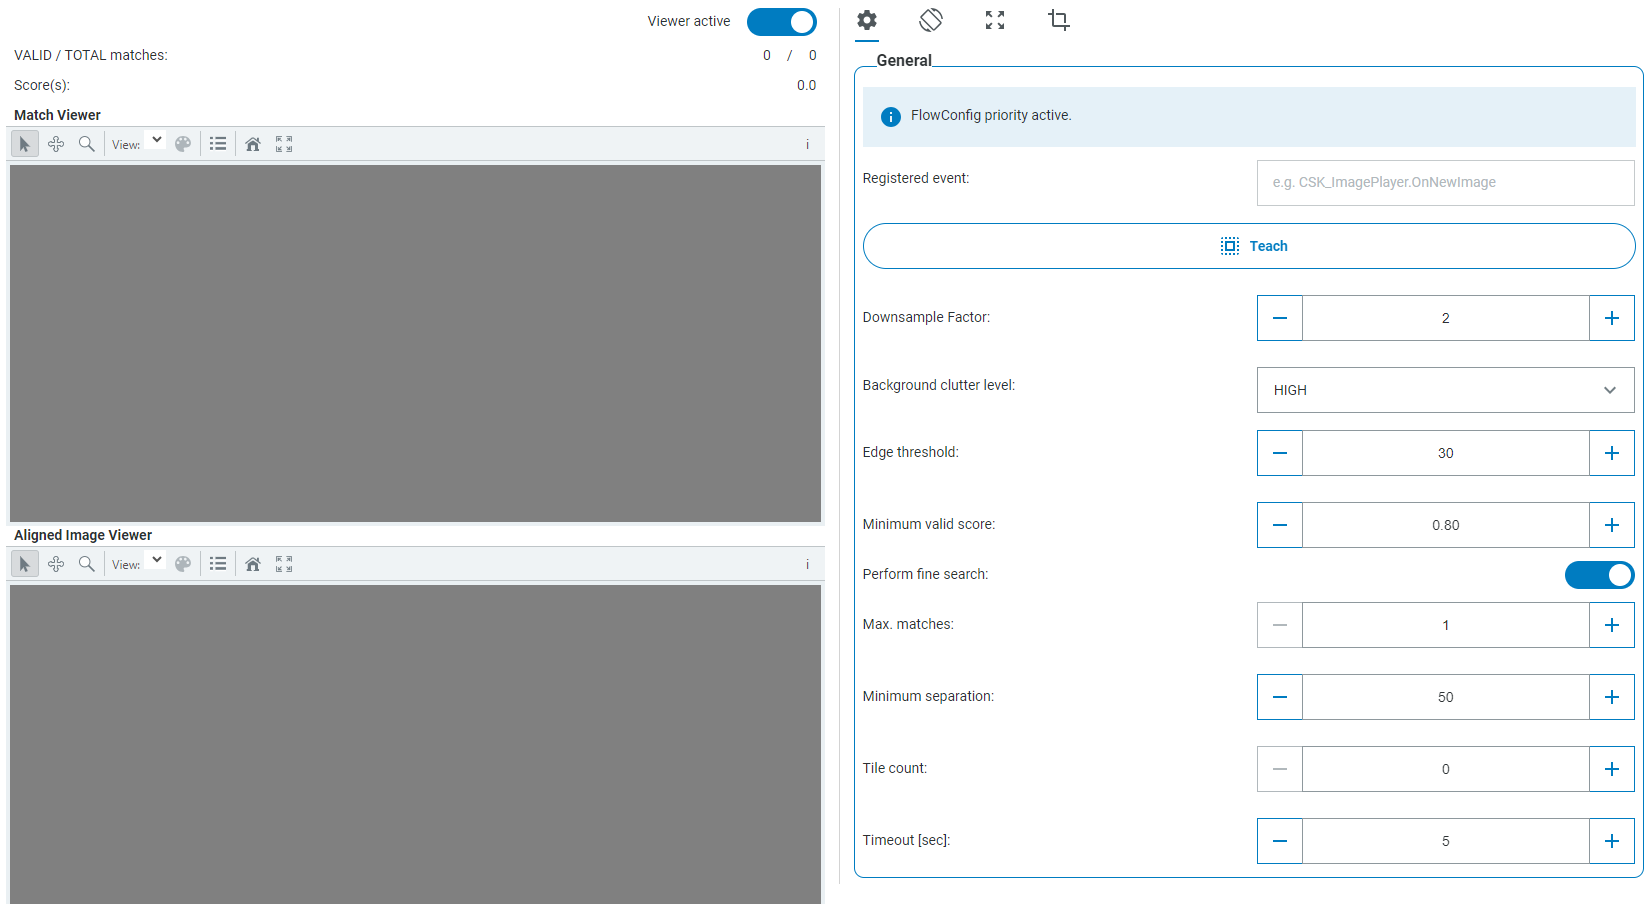 Viewer active
VALID / TOTAL matches: 0 / 0
Score(s): 0.0
Match Viewer
View: i
Aligned Image Viewer
View: i
General
i FlowConfig priority active.
Registered event: e.g. CSK_ImagePlayer.OnNewImage
Teach
Downsample Factor: 2
Background clutter level: HIGH
Edge threshold: 30
Minimum valid score: 0.80
Perform fine search:
Max. matches: 1
Minimum separation: 50
Tile count: 0
Timeout [sec]: 5